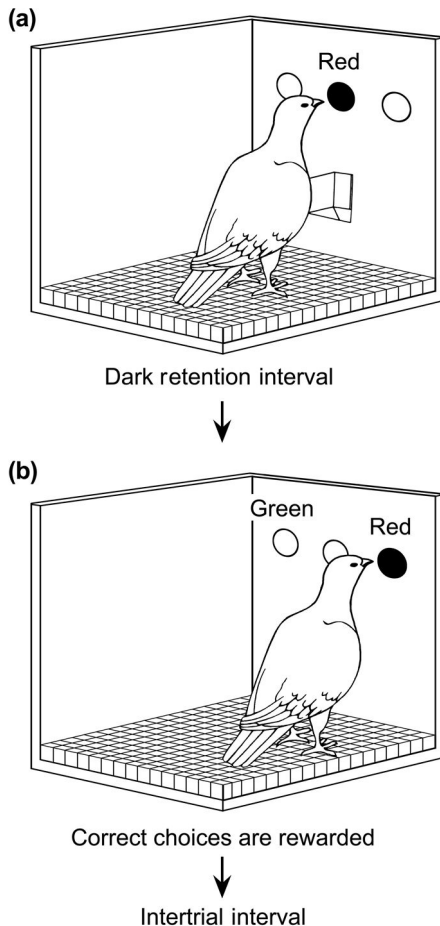 (a)
Red
Dark retention interval
(b)
Green
Red
Correct choices are rewarded
Intertrial interval